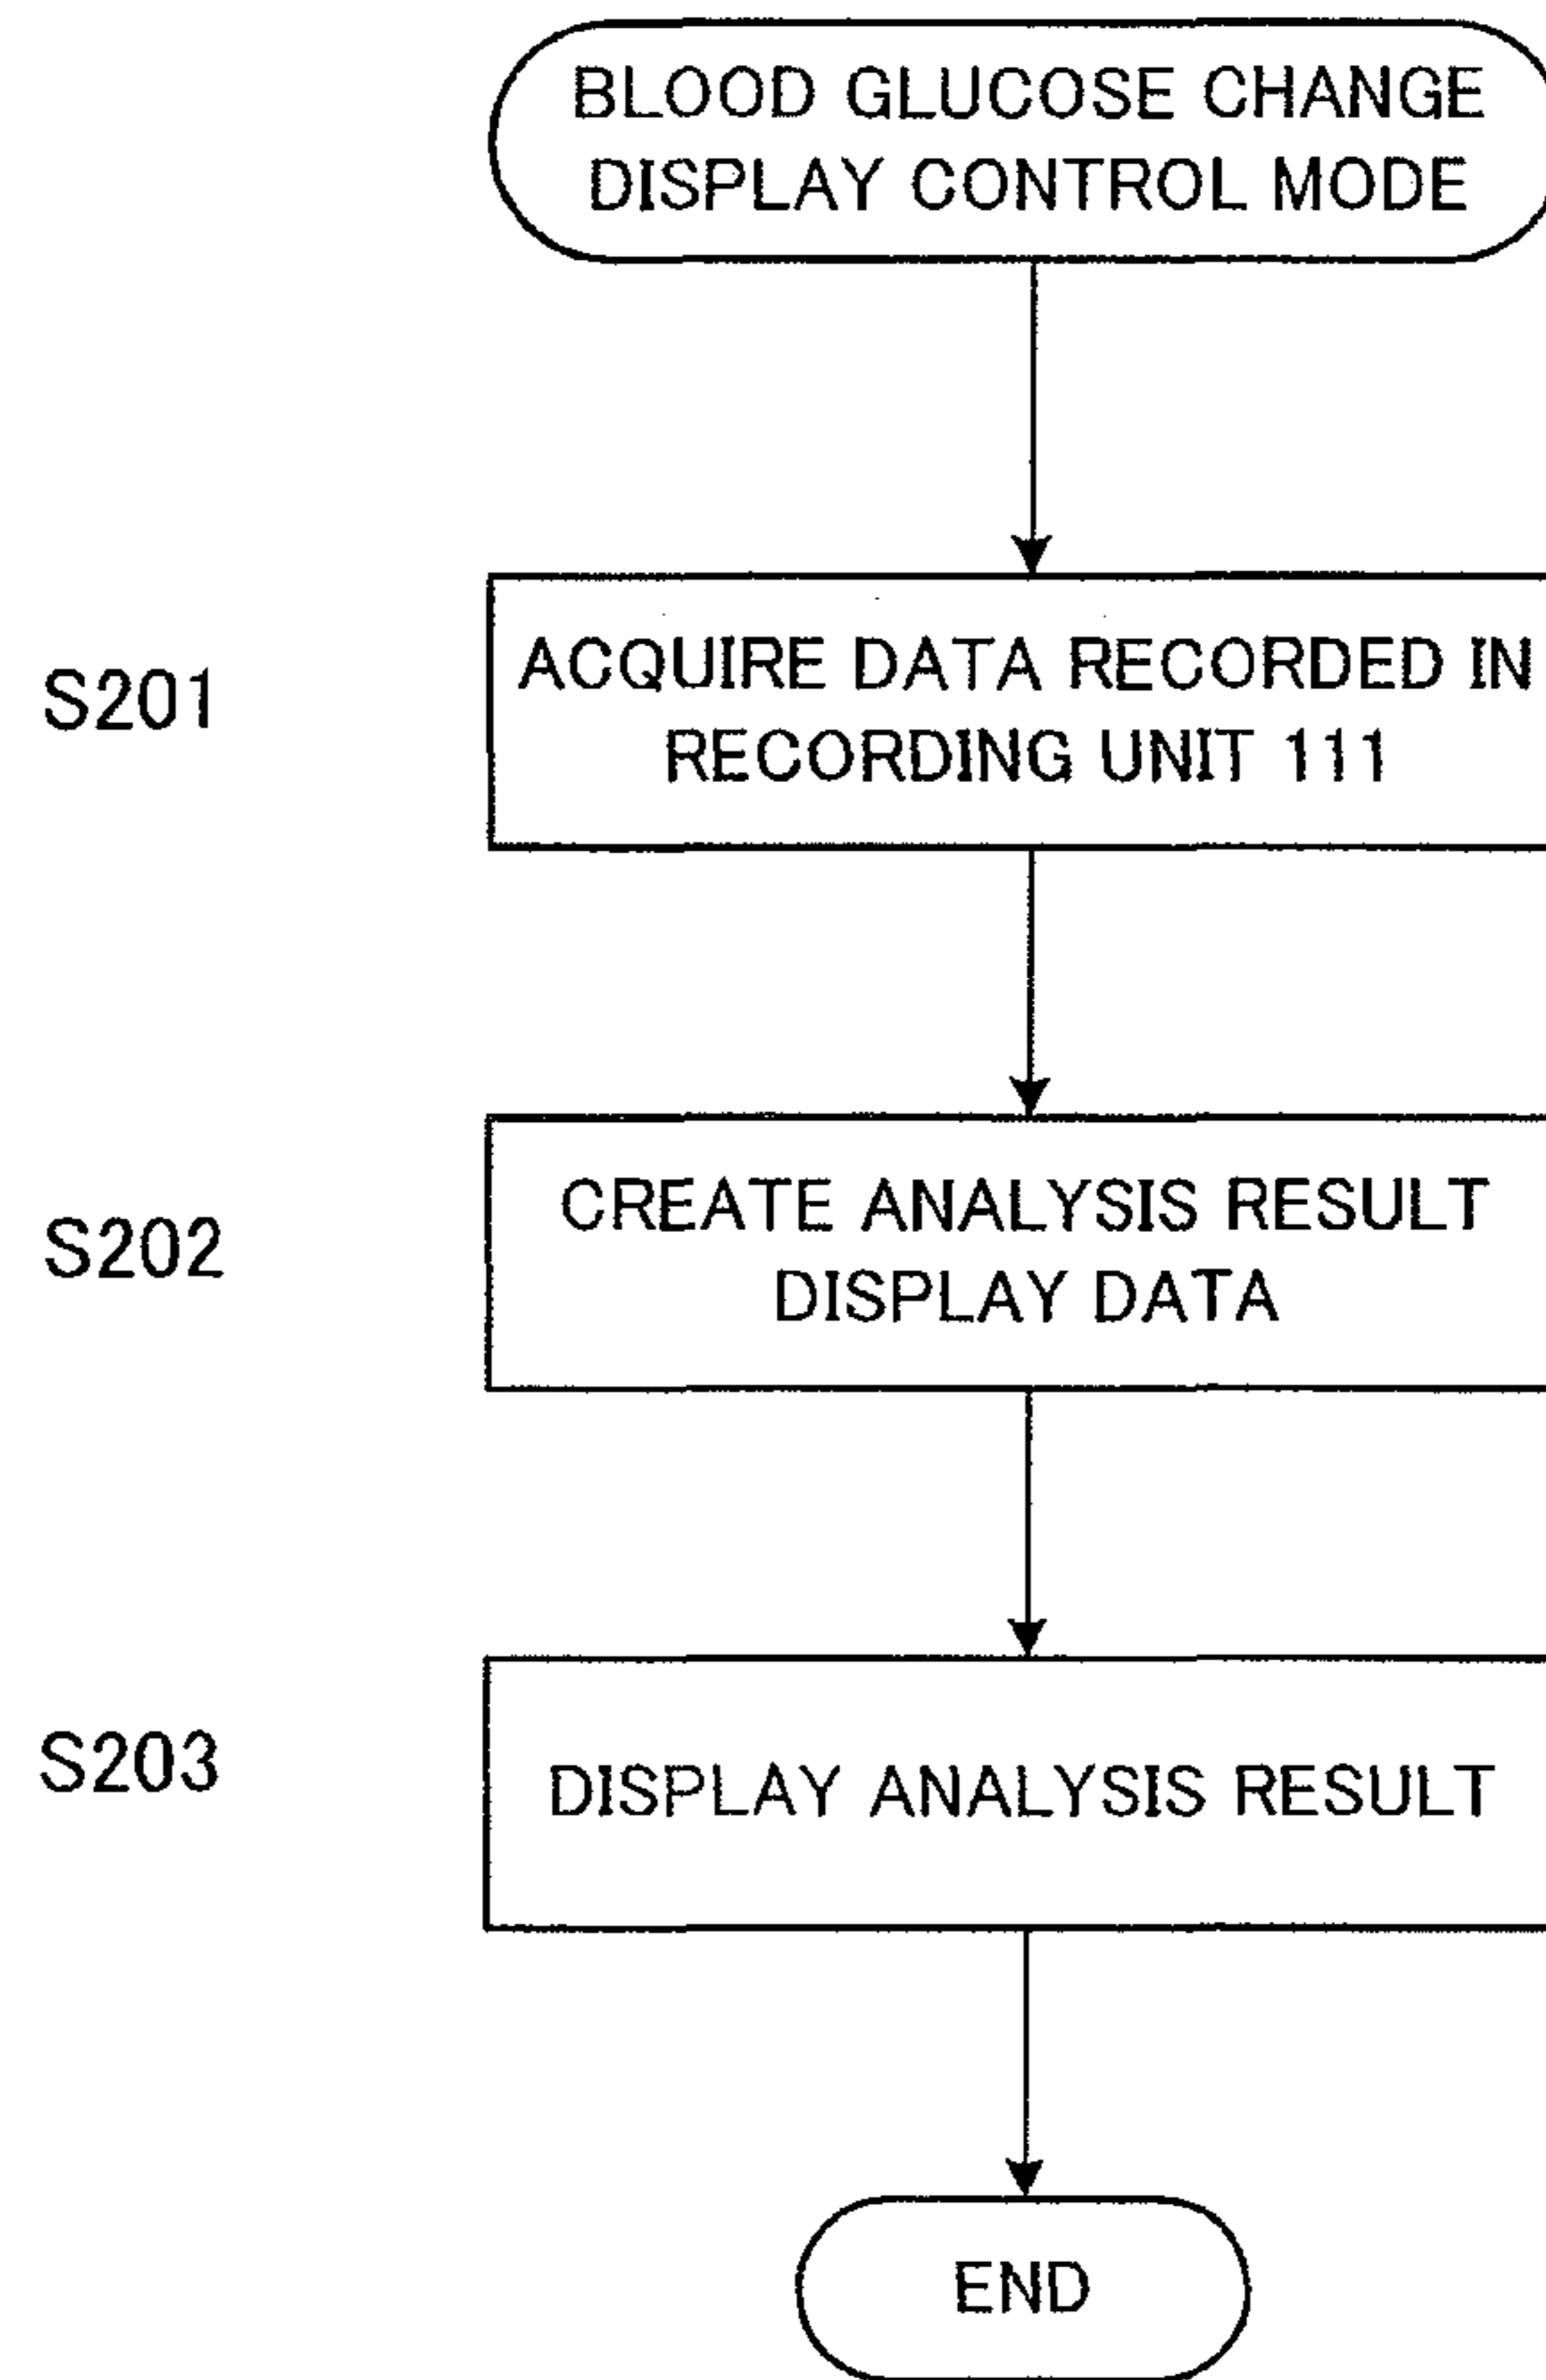 BLOOD GLUCOSE CHANGE
DISPLAY CONTROL MODE
S201
ACQUIRE DATA RECORDED IN
RECORDING UNIT 111
S202
CREATE ANALYSIS RESULT
DISPLAY DATA
S203
DISPLAY ANALYSIS RESULT
END